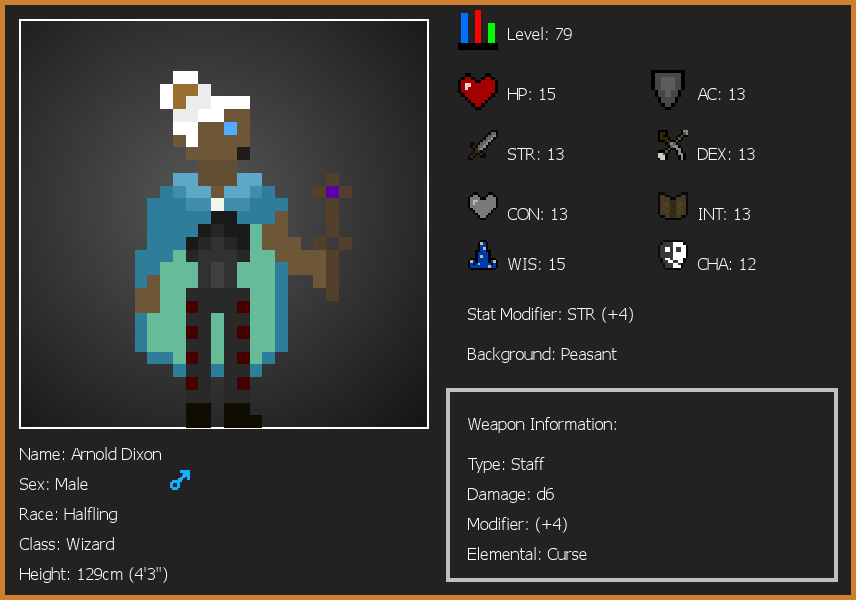 Level: 79
HP: 15
AC: 13
STR: 13
DEX: 13
CON: 13
INT: 13
WIS: 15
CHA: 12
Stat Modifier: STR (+4)
Background: Peasant
Weapon Information:
Type: Staff
Damage: d6
Modifier: (+4)
Elemental: Curse
Name: Arnold Dixon
Sex: Male
Race: Halfling
Class: Wizard
Height: 129cm (4'3")